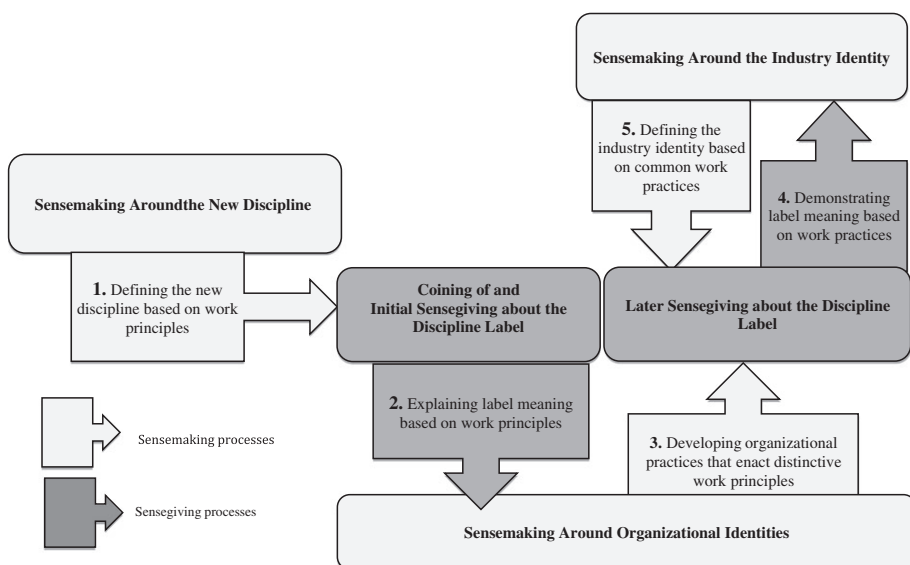 Sensemaking Around the Industry Identity
5. Defining the
industry identity based
on common work
practices
4. Demonstrating
label meaning based
on work practices
Sensemaking Aroundthe New Discipline
1. Defining the new
discipline based on work
principles
Coining of and
Initial Sensegiving about the
Discipline Label
Later Sensegiving about the Discipline
Label
2. Explaining label meaning
based on work principles
3. Developing organizational
practices that enact distinctive
work principles
Sensemaking processes
Sensegiving processes
Sensemaking Around Organizational Identities